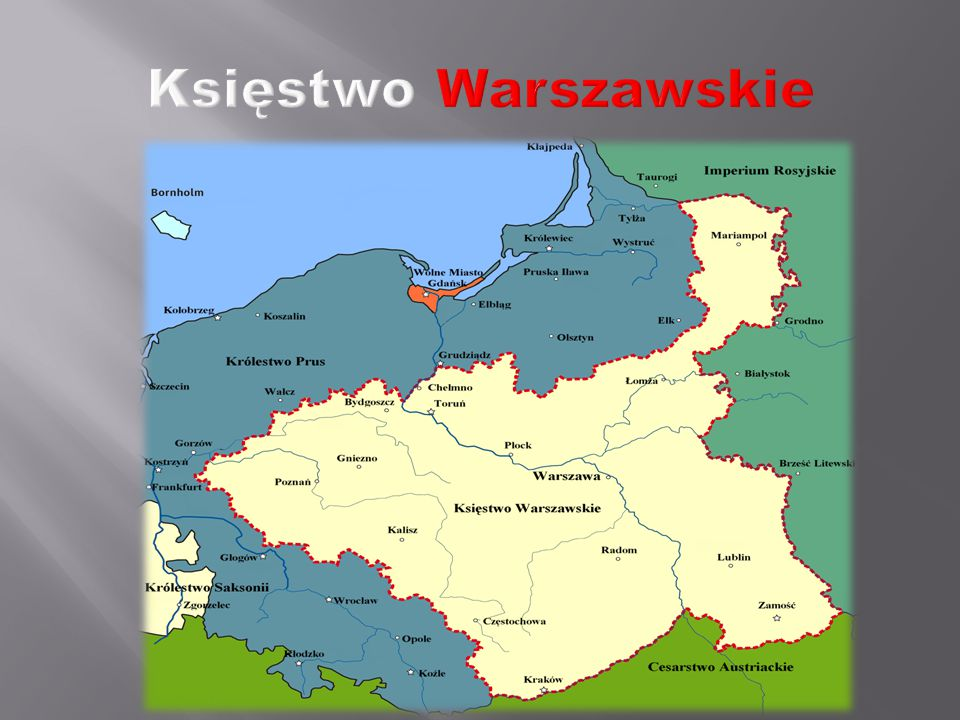 Księstwo Warszawskie
Kłajpeda
Imperium Rosyjskie
Taurogi
Bornholm
Tylża
Mariampol
Królewiec
Wystruć
Wolne Miasto
Gdańsk
Pruska Iława
Elbląg
Kołobrzeg
Koszalin
Ełk
Grodno
Olsztyn
Królestwo Prus
Grudziądz
Białystok
Szczecin
Wałcz
Chełmno
Łomża
Bydgoszcz
Toruń
Gorzów
Płock
Gniezno
Kostrzyń
Brześć Litewski
Poznań
Warszawa
Frankfurt
Księstwo Warszawskie
Kalisz
Radom
Głogów
Lublin
Królestwo Saksonii
Zgorzelec
Wrocław
Zamość
Częstochowa
Opole
Kłodzko
Koźle
Kraków
Cesarstwo Austriackie